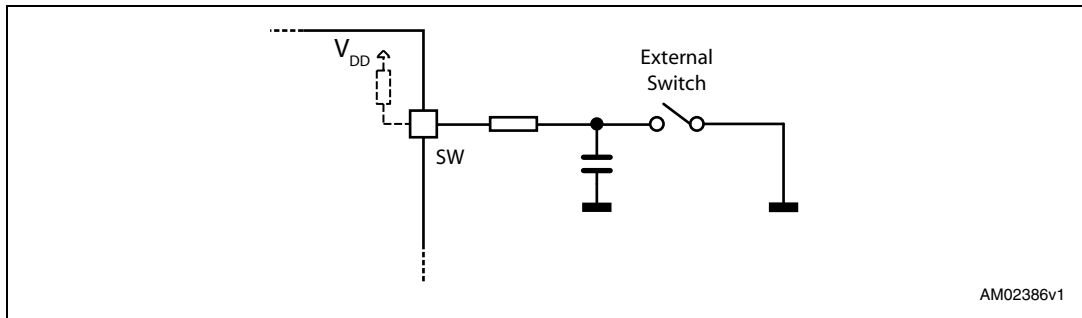 V_DD
External
Switch
SW
AM02386v1